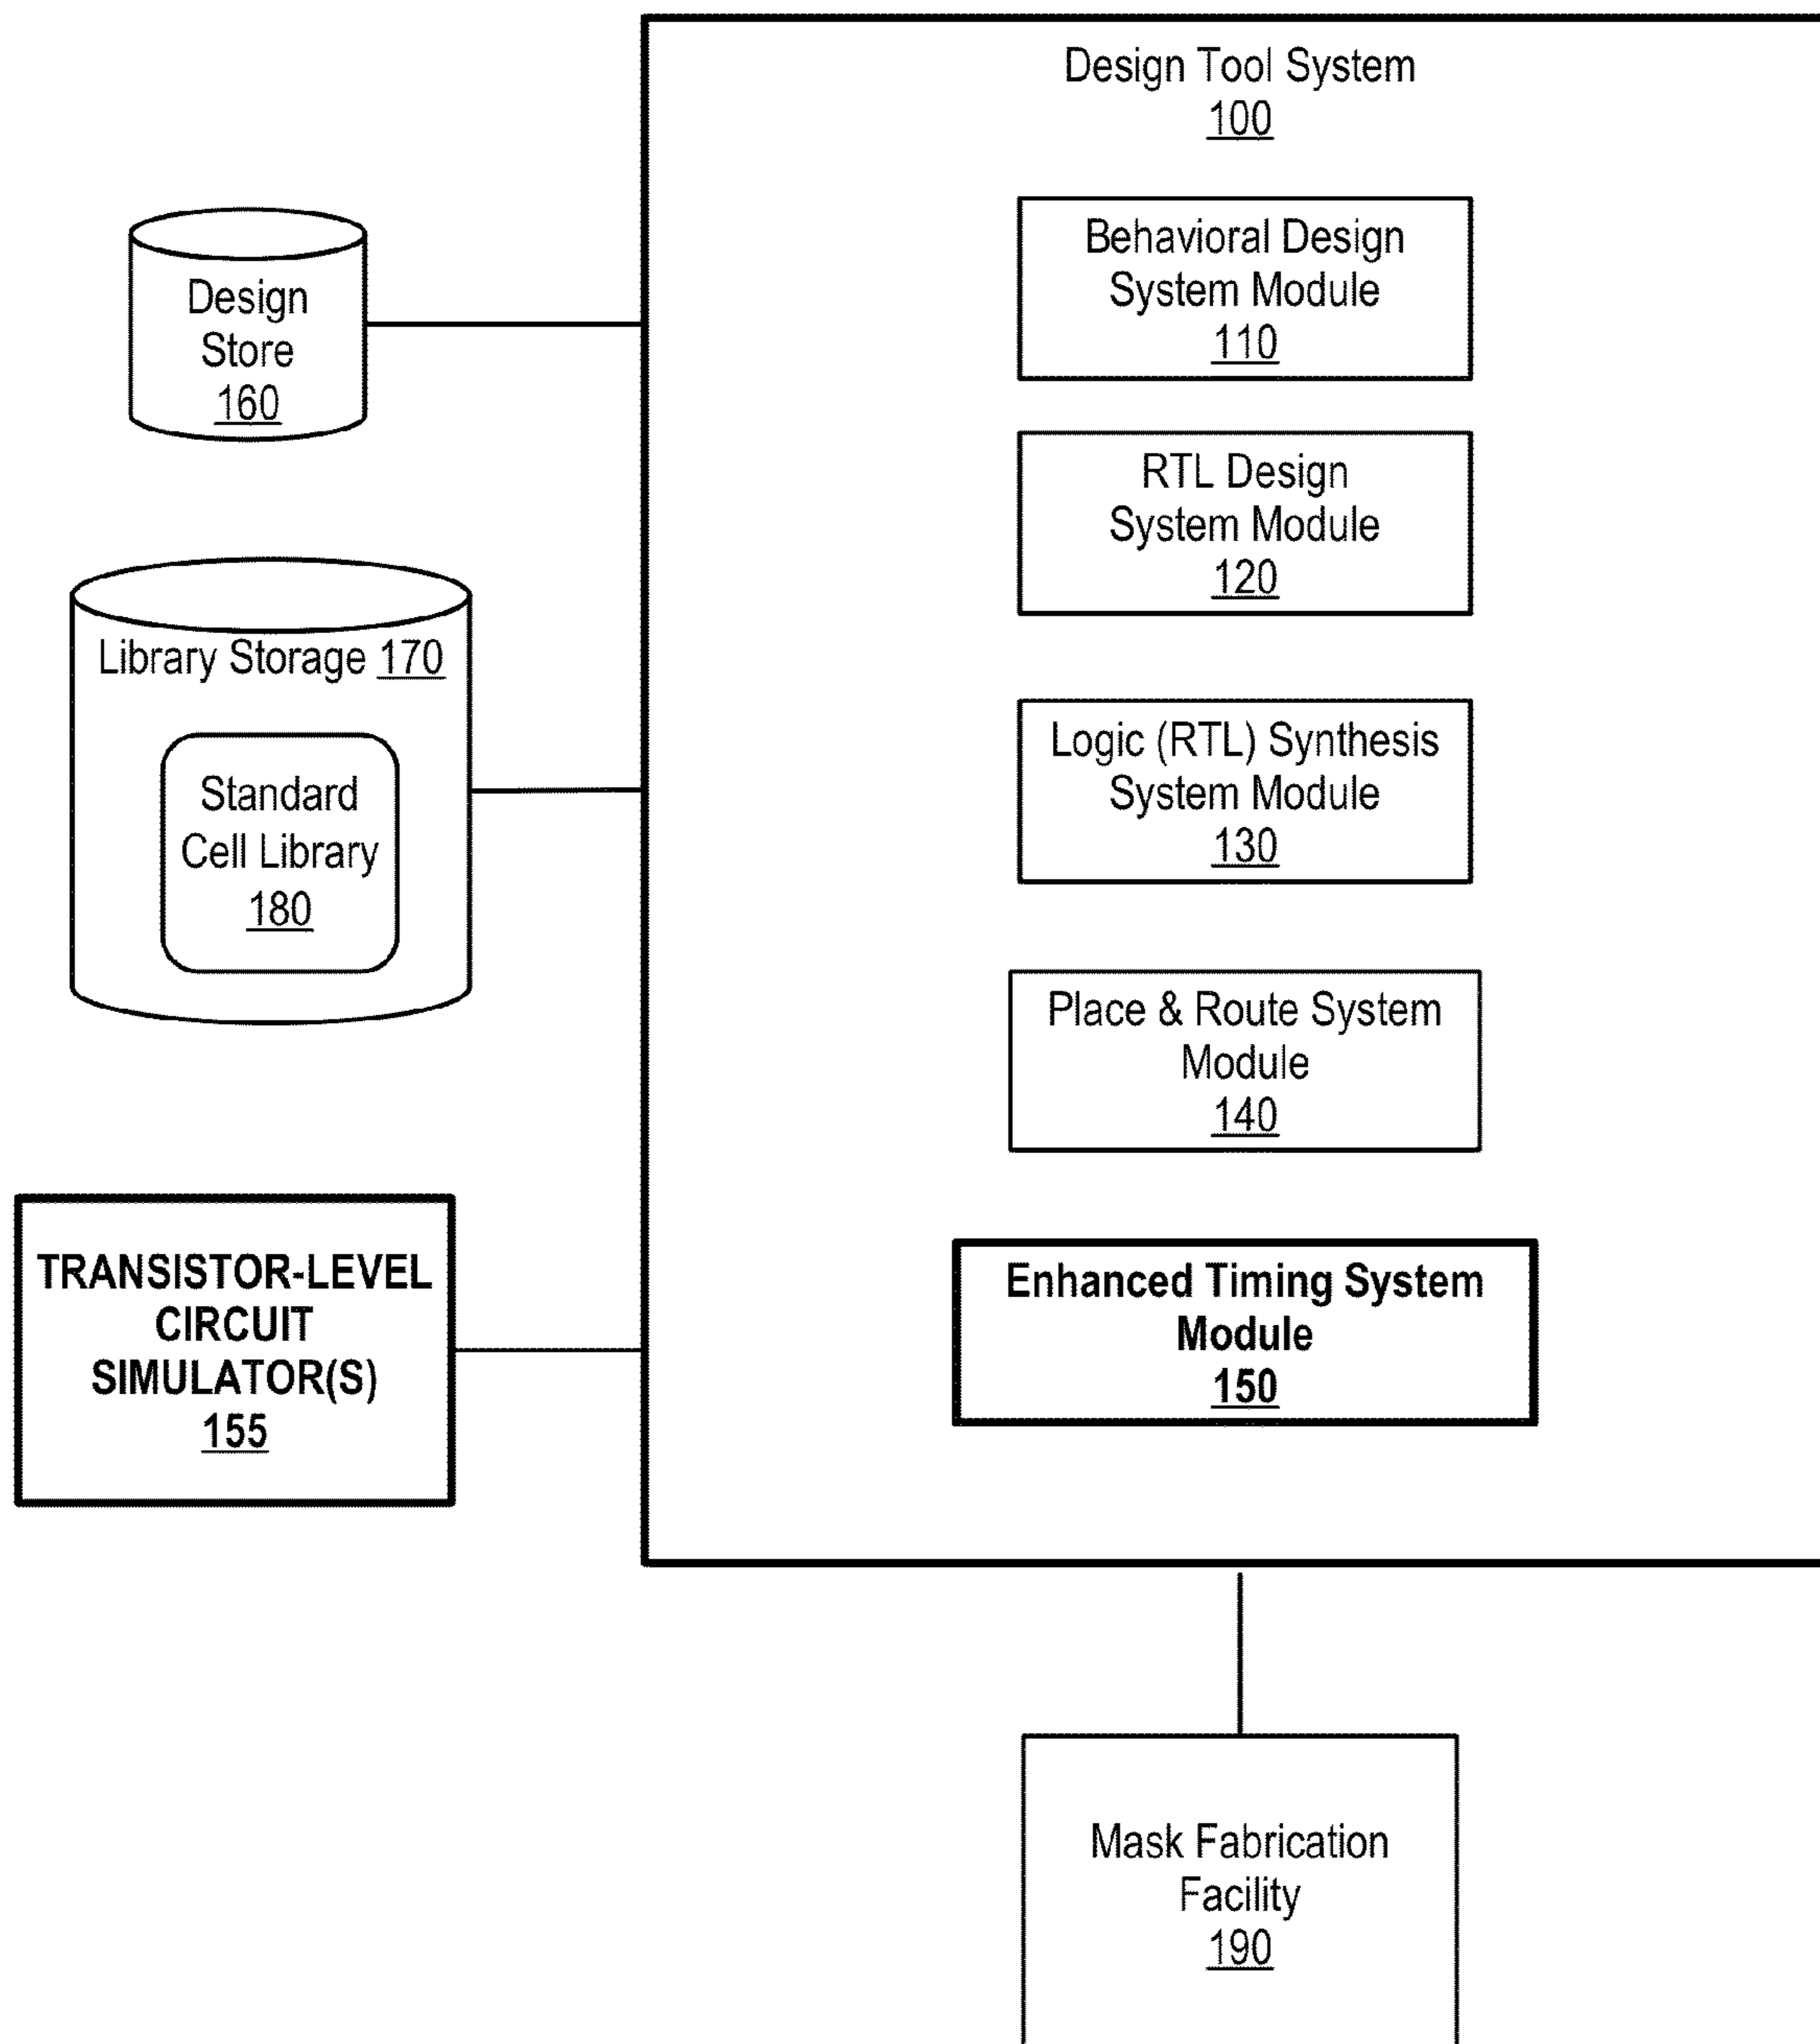 Design Tool System
100
Behavioral Design
System Module
110
RTL Design
System Module
120
Logic (RTL) Synthesis
System Module
130
Place & Route System
Module
140
Enhanced Timing System
Module
150
Design
Store
160
Library Storage 170
Standard
Cell Library
180
TRANSISTOR-LEVEL
CIRCUIT
SIMULATOR(S)
155
Mask Fabrication
Facility
190